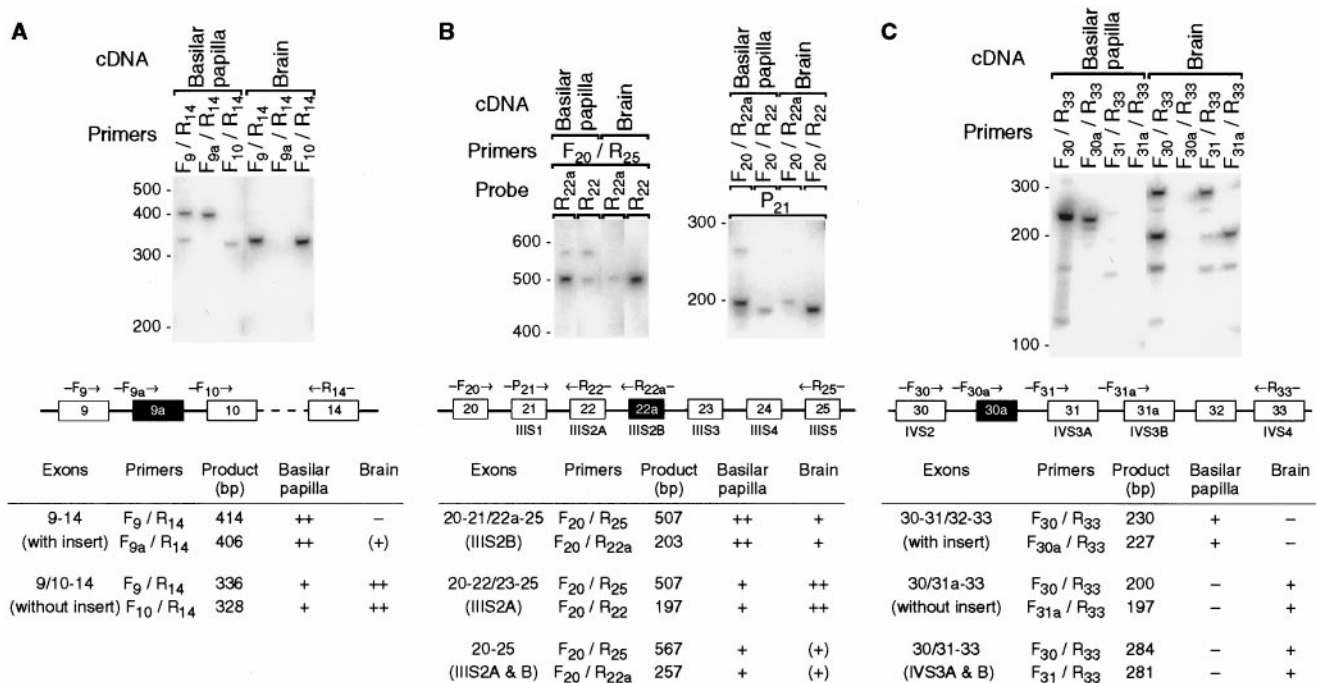 A
cDNA
Basilar papilla
Brain
Primers
F9 / R14
F9a / R14
F10 / R14
F9 / R14
F9a / R14
F10 / R14
500 -
400 -
300 -
200 -
–F9→
–F9a→
–F10→
←R14–
9
9a
10
14
Exons Primers Product (bp) Basilar papilla Brain
9-14 F9 / R14 414 ++ –
(with insert) F9a / R14 406 ++ (+)
9/10-14 F9 / R14 336 + ++
(without insert) F10 / R14 328 + ++
B
cDNA
Basilar papilla
Brain
Primers
F20 / R25
Probe
R22a
R22
R22a
R22
600 -
500 -
400 -
Basilar papilla
Brain
F20 / R22a
F20 / R22
F20 / R22a
F20 / R22
P21
300 -
200 -
–F20→
–P21→
←R22–
←R22a–
←R25–
20
21
22
22a
23
24
25
IIIS1
IIIS2A
IIIS2B
IIIS3
IIIS4
IIIS5
Exons Primers Product (bp) Basilar papilla Brain
20-21/22a-25 F20 / R25 507 ++ +
(IIIS2B) F20 / R22a 203 ++ +
20-22/23-25 F20 / R25 507 + ++
(IIIS2A) F20 / R22 197 + ++
20-25 F20 / R25 567 + (+)
(IIIS2A & B) F20 / R22a 257 + (+)
C
cDNA
Basilar papilla
Brain
Primers
F30 / R33
F30a / R33
F31 / R33
F31a / R33
F30 / R33
F30a / R33
F31 / R33
F31a / R33
300 -
200 -
100 -
–F30→
–F30a→
–F31→
–F31a→
←R33–
30
30a
31
31a
32
33
IVS2
IVS3A
IVS3B
IVS4
Exons Primers Product (bp) Basilar papilla Brain
30-31/32-33 F30 / R33 230 + –
(with insert) F30a / R33 227 + –
30/31a-33 F30 / R33 200 – +
(without insert) F31a / R33 197 – +
30/31-33 F30 / R33 284 – +
(IVS3A & B) F31 / R33 281 – +